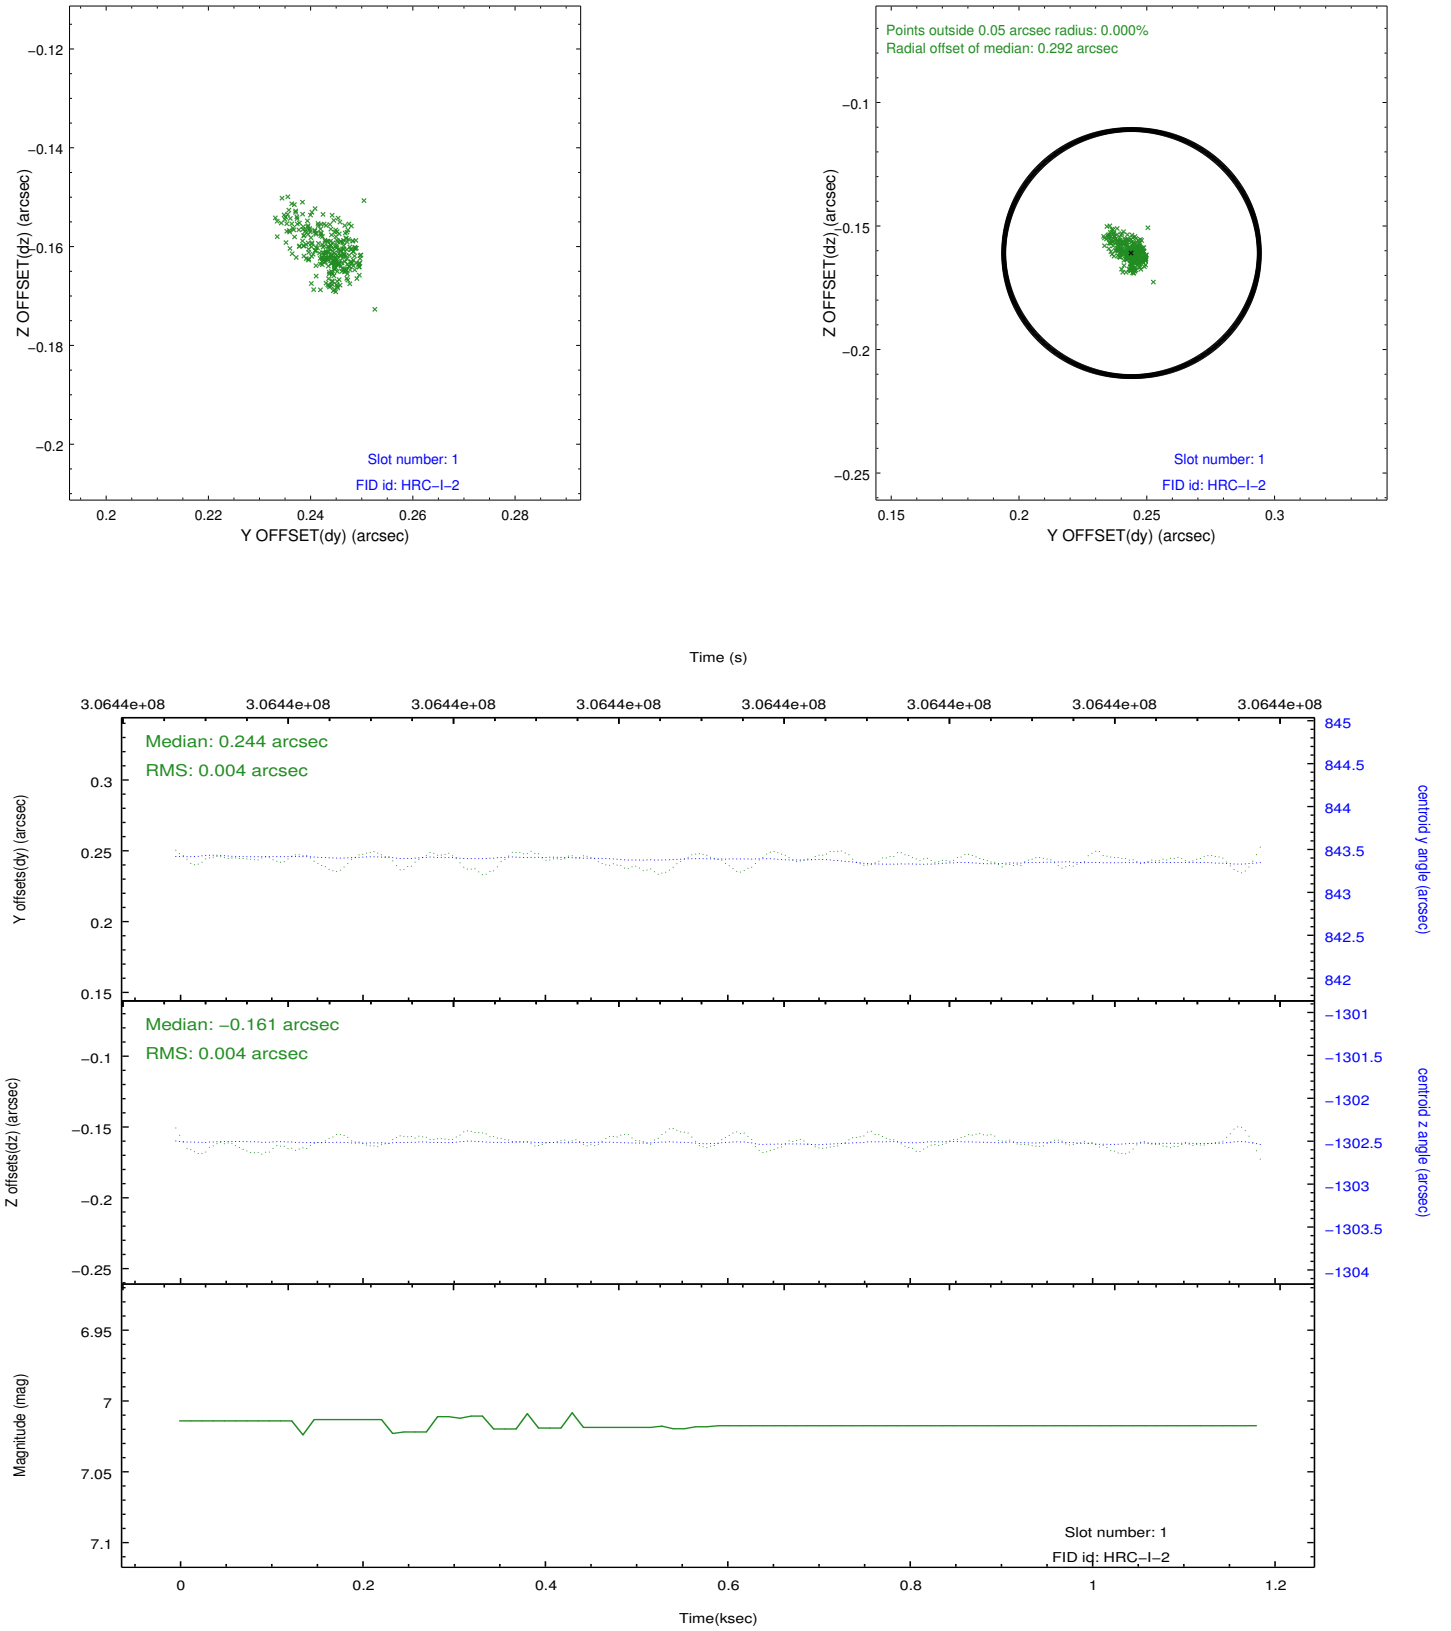 −0.12
−0.14
−0.16
−0.18
−0.2
Z OFFSET(dz) (arcsec)
Slot number: 1
FID id: HRC−I−2
0.2 0.22 0.24 0.26 0.28
Y OFFSET(dy) (arcsec)
Points outside 0.05 arcsec radius: 0.000%
Radial offset of median: 0.292 arcsec
−0.1
−0.15
−0.2
−0.25
Z OFFSET(dz) (arcsec)
Slot number: 1
FID id: HRC−I−2
0.15 0.2 0.25 0.3
Y OFFSET(dy) (arcsec)
Time (s)
3.0644e+08 3.0644e+08 3.0644e+08 3.0644e+08 3.0644e+08 3.0644e+08 3.0644e+08 3.0644e+08
Median: 0.244 arcsec
RMS: 0.004 arcsec
0.3
0.25
0.2
0.15
Y offsets(dy) (arcsec)
845
844.5
844
843.5
843
842.5
842
centroid y angle (arcsec)
Median: −0.161 arcsec
RMS: 0.004 arcsec
−0.1
−0.15
−0.2
−0.25
Z offsets(dz) (arcsec)
−1301
−1301.5
−1302
−1302.5
−1303
−1303.5
−1304
centroid z angle (arcsec)
6.95
7
7.05
7.1
Magnitude (mag)
Slot number: 1
FID id: HRC−I−2
0 0.2 0.4 0.6 0.8 1 1.2
Time(ksec)